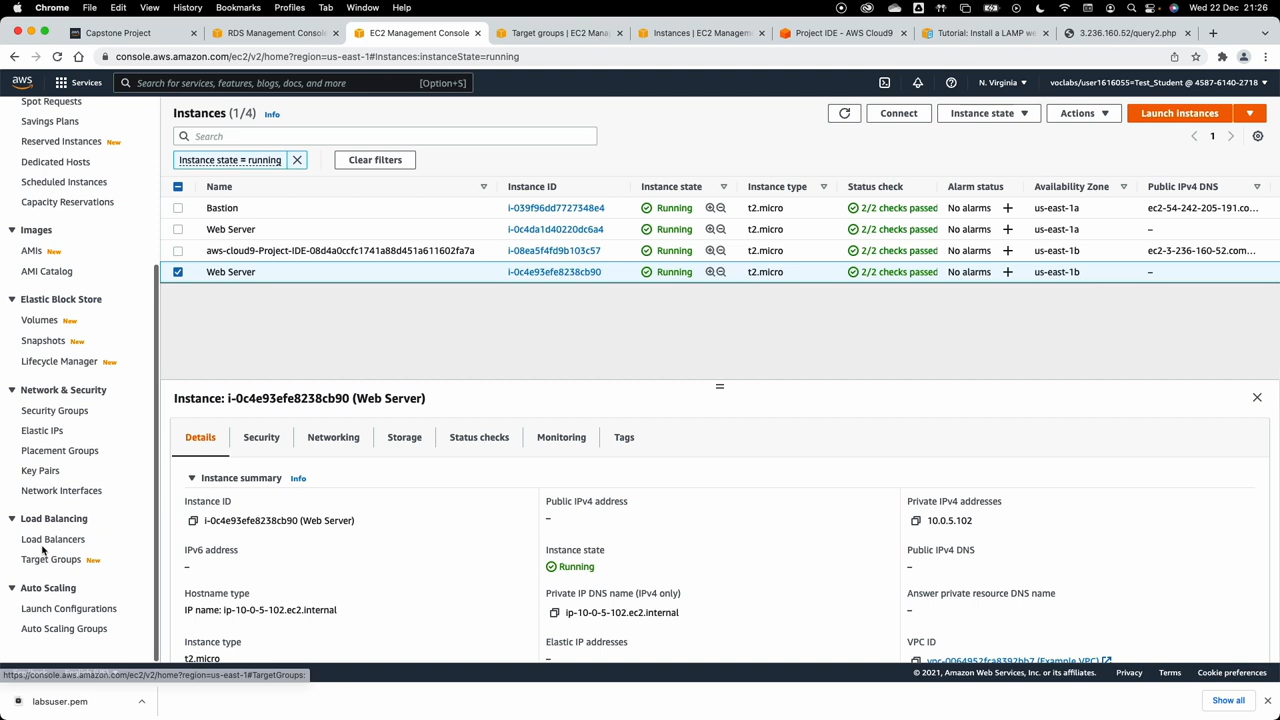 Chrome File Edit View History Bookmarks Profiles Tab Window Help Wed 22 Dec 21:26
Capstone Project RDS Management Console EC2 Management Console Target groups | EC2 Mana Instances | EC2 Managem Project IDE - AWS Cloud9 Tutorial: Install a LAMP we 3.236.160.52/query2.php
console.aws.amazon.com/ec2/v2/home?region=us-east-1#Instances:instanceState=running
aws Services Search for services, features, blogs, docs, and more [Option+S] N. Virginia voclabs/user1616055=Test_Student @ 4587-6140-2718
Spot Requests
Savings Plans
Reserved Instances New
Dedicated Hosts
Scheduled Instances
Capacity Reservations
Images
AMIs New
AMI Catalog
Elastic Block Store
Volumes New
Snapshots New
Lifecycle Manager New
Network & Security
Security Groups
Elastic IPs
Placement Groups
Key Pairs
Network Interfaces
Load Balancing
Load Balancers
Target Groups New
Auto Scaling
Launch Configurations
Auto Scaling Groups
Instances (1/4) Info Connect Instance state Actions Launch instances
Search 1
Instance state = running Clear filters
Name Instance ID Instance state Instance type Status check Alarm status Availability Zone Public IPv4 DNS
Bastion i-039f96dd7727348e4 Running t2.micro 2/2 checks passed No alarms us-east-1a ec2-54-242-205-191.co...
Web Server i-0c4da1d40220dc6a4 Running t2.micro 2/2 checks passed No alarms us-east-1a –
aws-cloud9-Project-IDE-08d4a0ccfc1741a88d451a611602fa7a i-08ea5f4fd9b103c57 Running t2.micro 2/2 checks passed No alarms us-east-1b ec2-3-236-160-52.com...
Web Server i-0c4e93efe8238cb90 Running t2.micro 2/2 checks passed No alarms us-east-1b –
Instance: i-0c4e93efe8238cb90 (Web Server)
Details Security Networking Storage Status checks Monitoring Tags
Instance summary Info
Instance ID Public IPv4 address Private IPv4 addresses
i-0c4e93efe8238cb90 (Web Server) – 10.0.5.102
IPv6 address Instance state Public IPv4 DNS
– Running –
Hostname type Private IP DNS name (IPv4 only) Answer private resource DNS name
IP name: ip-10-0-5-102.ec2.internal ip-10-0-5-102.ec2.internal –
Instance type Elastic IP addresses VPC ID
t2.micro – vpc-0064952fca8392bb7 (Example VPC)
https://console.aws.amazon.com/ec2/v2/home?region=us-east-1#TargetGroups:
© 2021, Amazon Web Services, Inc. or its affiliates. Privacy Terms Cookie preferences
labsuser.pem Show all